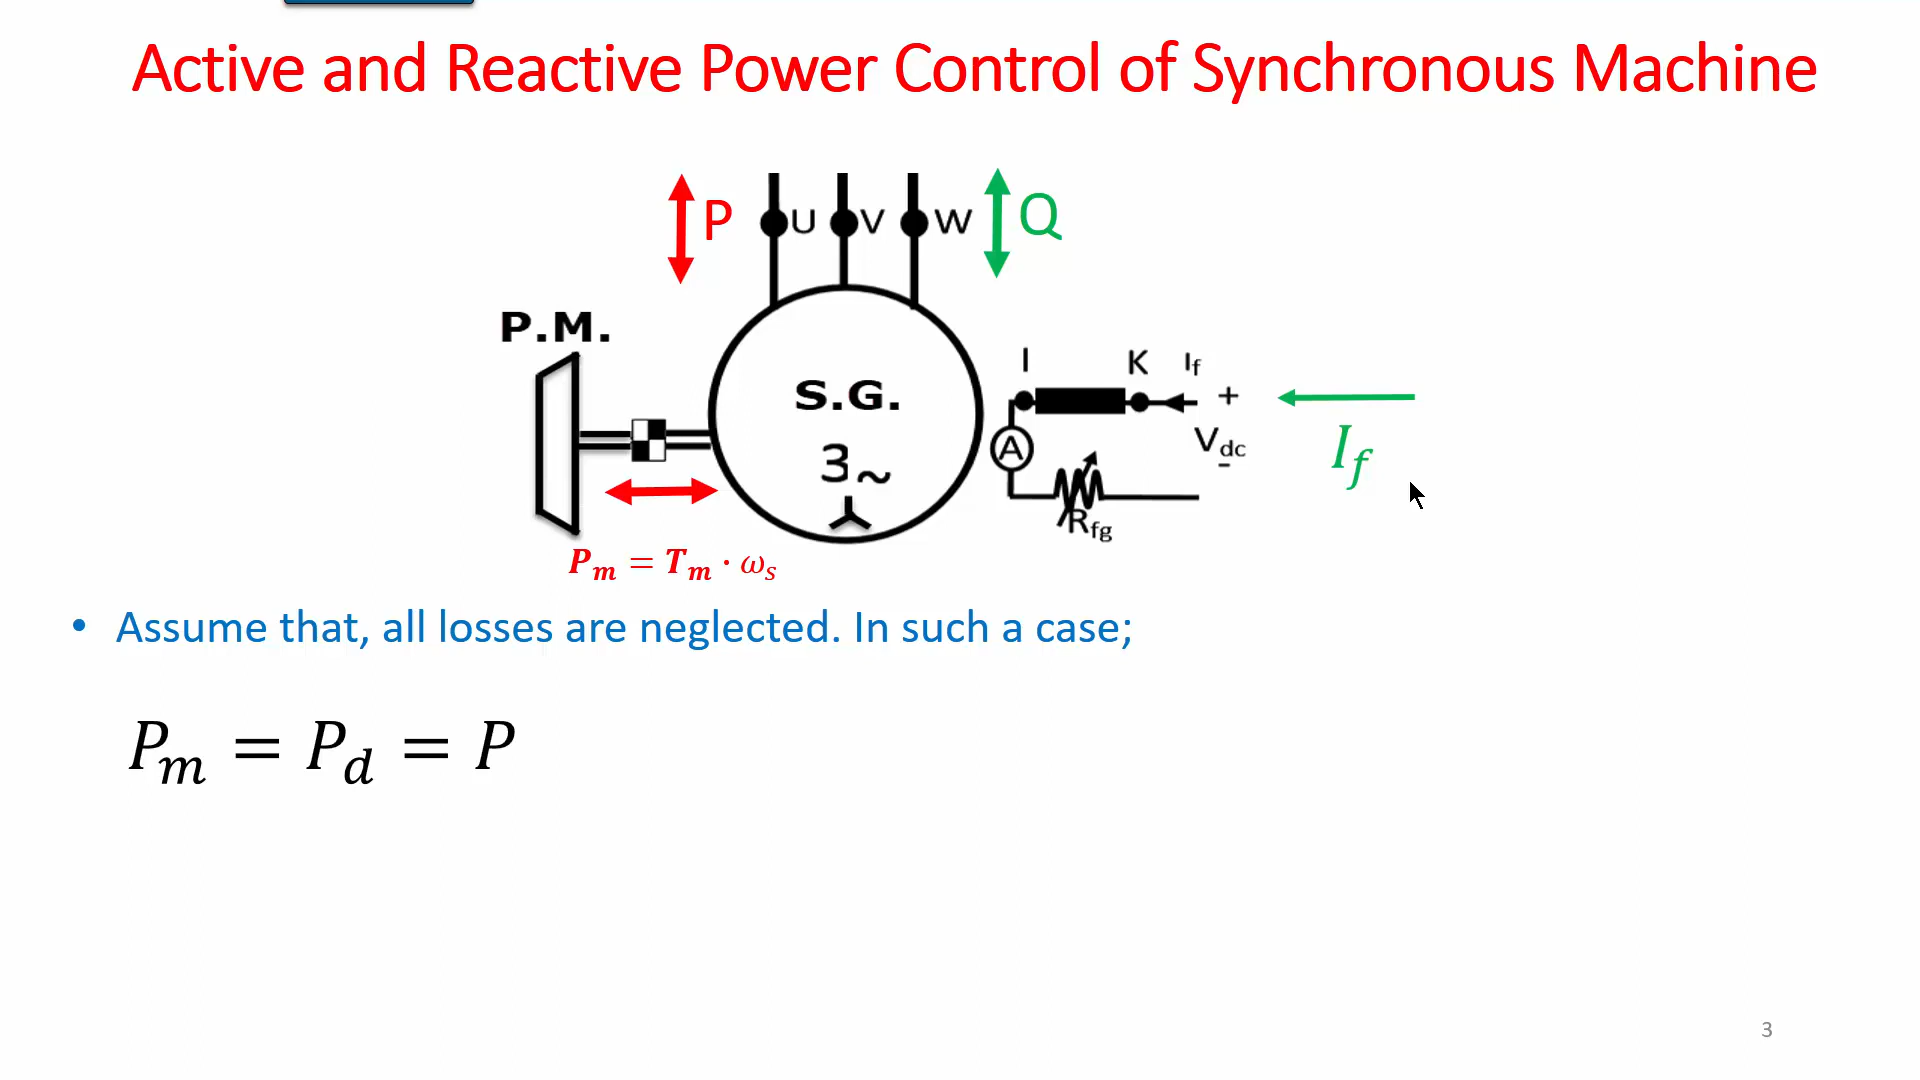 Active and Reactive Power Control of Synchronous Machine
P U V W Q
P.M.
S.G.
3~
I K If +
A
Vdc
-
If
Rfg
Pm = Tm · ωs
• Assume that, all losses are neglected. In such a case;
Pm = Pd = P
3